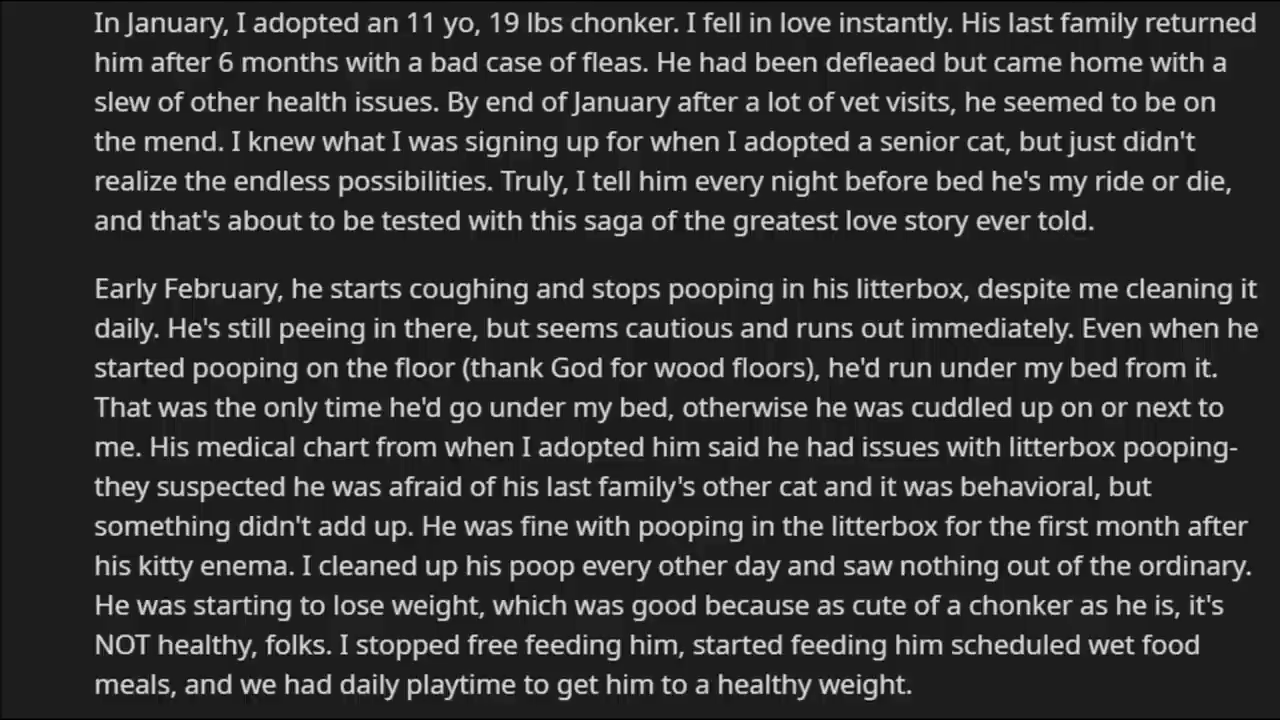 In January, I adopted an 11 yo, 19 lbs chonker. I fell in love instantly. His last family returned
him after 6 months with a bad case of fleas. He had been defleaed but came home with a
slew of other health issues. By end of January after a lot of vet visits, he seemed to be on
the mend. I knew what I was signing up for when I adopted a senior cat, but just didn't
realize the endless possibilities. Truly, I tell him every night before bed he's my ride or die,
and that's about to be tested with this saga of the greatest love story ever told.
Early February, he starts coughing and stops pooping in his litterbox, despite me cleaning it
daily. He's still peeing in there, but seems cautious and runs out immediately. Even when he
started pooping on the floor (thank God for wood floors), he'd run under my bed from it.
That was the only time he'd go under my bed, otherwise he was cuddled up on or next to
me. His medical chart from when I adopted him said he had issues with litterbox pooping-
they suspected he was afraid of his last family's other cat and it was behavioral, but
something didn't add up. He was fine with pooping in the litterbox for the first month after
his kitty enema. I cleaned up his poop every other day and saw nothing out of the ordinary.
He was starting to lose weight, which was good because as cute of a chonker as he is, it's
NOT healthy, folks. I stopped free feeding him, started feeding him scheduled wet food
meals, and we had daily playtime to get him to a healthy weight.